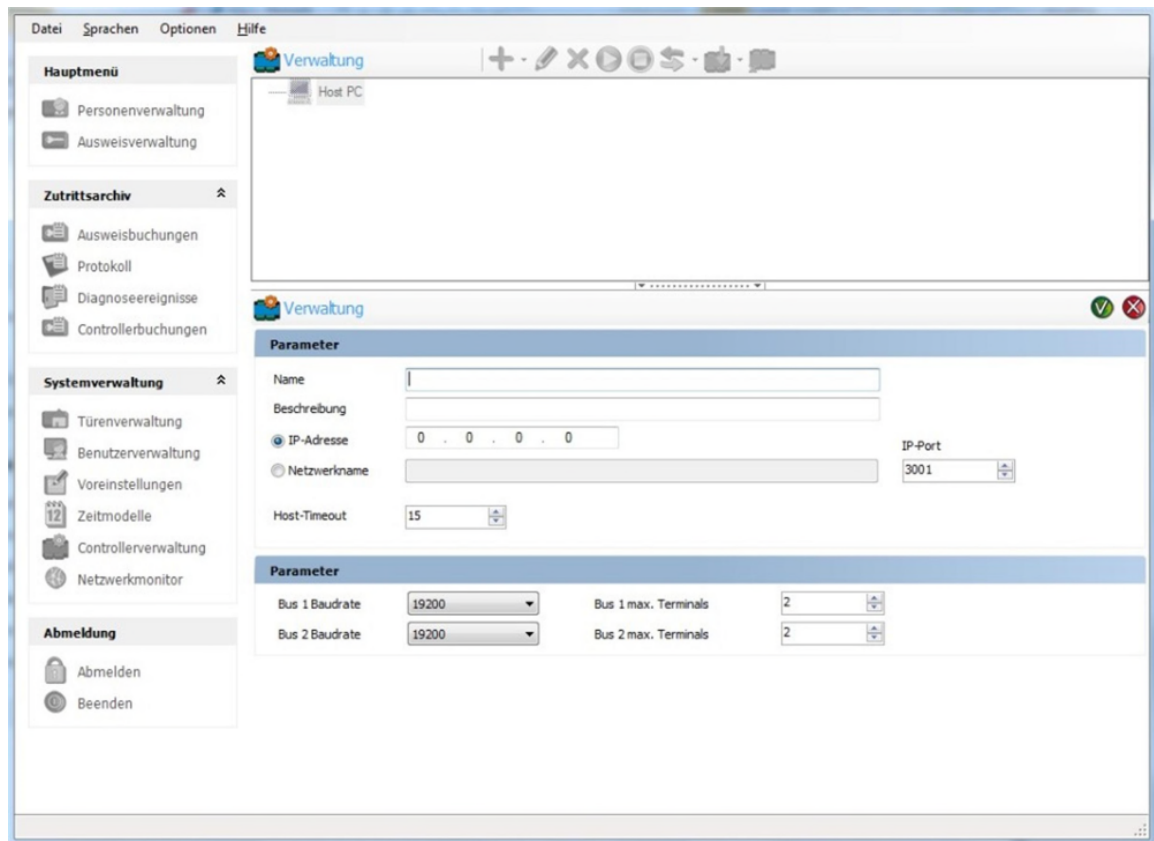 Datei Sprachen Optionen Hilfe
Hauptmenü
Personenverwaltung
Ausweisverwaltung
Zutrittsarchiv
Ausweisbuchungen
Protokoll
Diagnoseereignisse
Controllerbuchungen
Systemverwaltung
Türenverwaltung
Benutzerverwaltung
Voreinstellungen
12 Zeitmodelle
Controllerverwaltung
Netzwerkmonitor
Abmeldung
Abmelden
Beenden
Verwaltung
Host PC
Verwaltung
Parameter
Name
Beschreibung
IP-Adresse 0 . 0 . 0 . 0
IP-Port
Netzwerkname 3001
Host-Timeout 15
Parameter
Bus 1 Baudrate 19200 Bus 1 max. Terminals 2
Bus 2 Baudrate 19200 Bus 2 max. Terminals 2